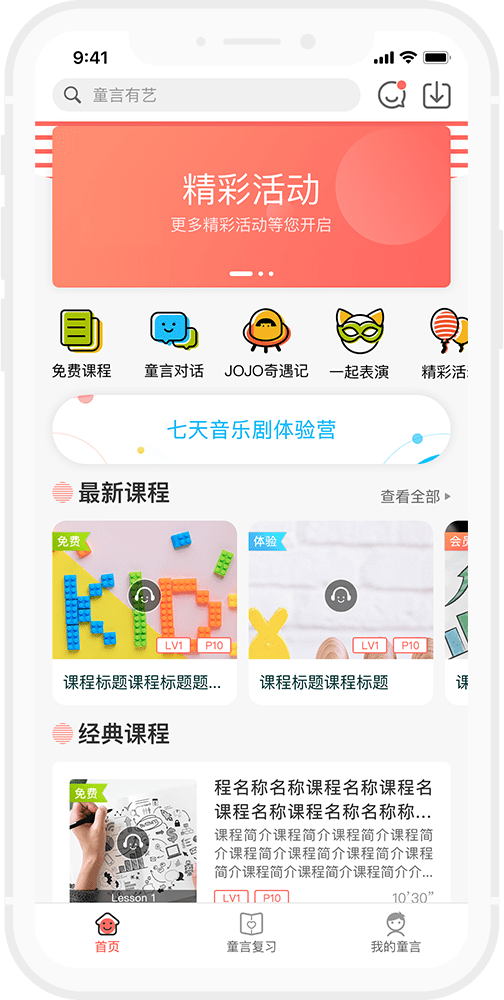 9:41
童言有艺
精彩活动
更多精彩活动等您开启
免费课程
童言对话
JOJO奇遇记
一起表演
精彩活
七天音乐剧体验营
最新课程
查看全部
免费
体验
会员
KID
LV1
P10
LV1
P10
课程标题课程标题题...
课程标题课程标题
课
经典课程
免费
Lesson 1
程名称名称课程名称课程名
课程名称课程名称名称称...
课程简介课程简介课程简介课程简
介课程简介课程简介课程简介课程
简介课程简介课程简介课程简介介...
LV1
P10
10’30”
首页
童言复习
我的童言